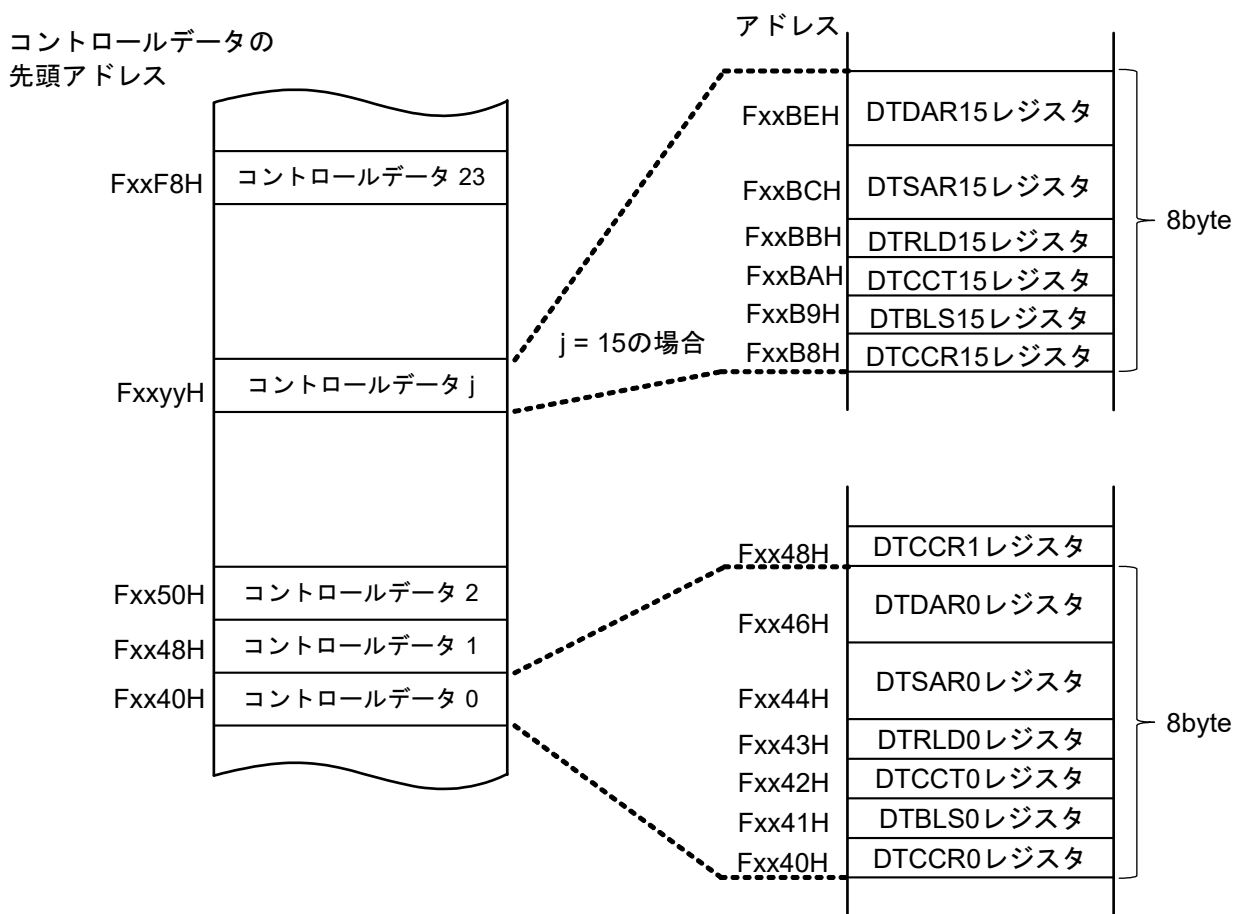 コントロールデータの
先頭アドレス
FxxF8H
コントロールデータ 23
FxxyyH
コントロールデータ j
Fxx50H
コントロールデータ 2
Fxx48H
コントロールデータ 1
Fxx40H
コントロールデータ 0
j = 15の場合
アドレス
FxxBEH
DTDAR15レジスタ
FxxBCH
DTSAR15レジスタ
FxxBBH
DTRLD15レジスタ
FxxBAH
DTCCT15レジスタ
FxxB9H
DTBLS15レジスタ
FxxB8H
DTCCR15レジスタ
8byte
Fxx48H
DTCCR1レジスタ
Fxx46H
DTDAR0レジスタ
Fxx44H
DTSAR0レジスタ
Fxx43H
DTRLD0レジスタ
Fxx42H
DTCCT0レジスタ
Fxx41H
DTBLS0レジスタ
Fxx40H
DTCCR0レジスタ
8byte